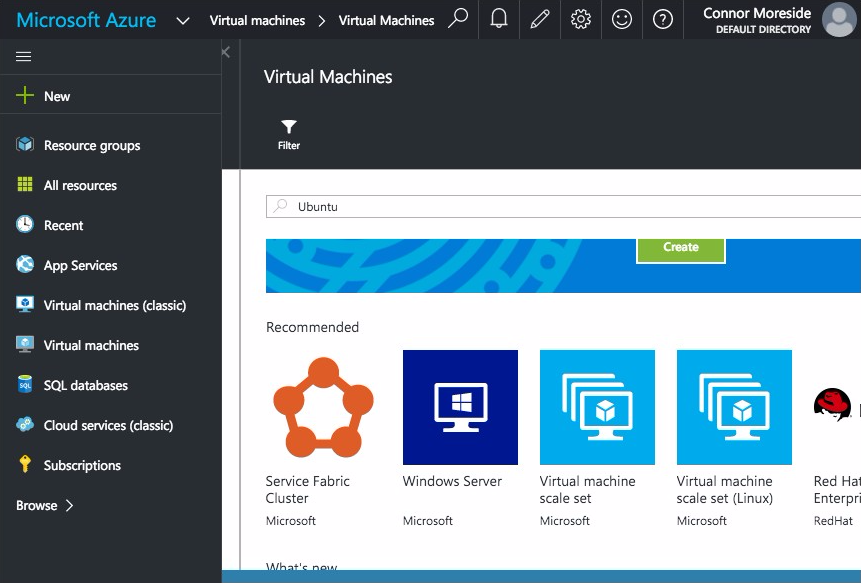 Microsoft Azure
Virtual machines
Virtual Machines
Connor Moreside
DEFAULT DIRECTORY
New
Resource groups
All resources
Recent
App Services
Virtual machines (classic)
Virtual machines
SQL
SQL databases
Cloud services (classic)
Subscriptions
Browse
Virtual Machines
Filter
Ubuntu
Create
Recommended
Service Fabric
Cluster
Microsoft
Windows Server
Microsoft
Virtual machine
scale set
Microsoft
Virtual machine
scale set (Linux)
Microsoft
Red Hat
Enterpri
RedHat
What's new